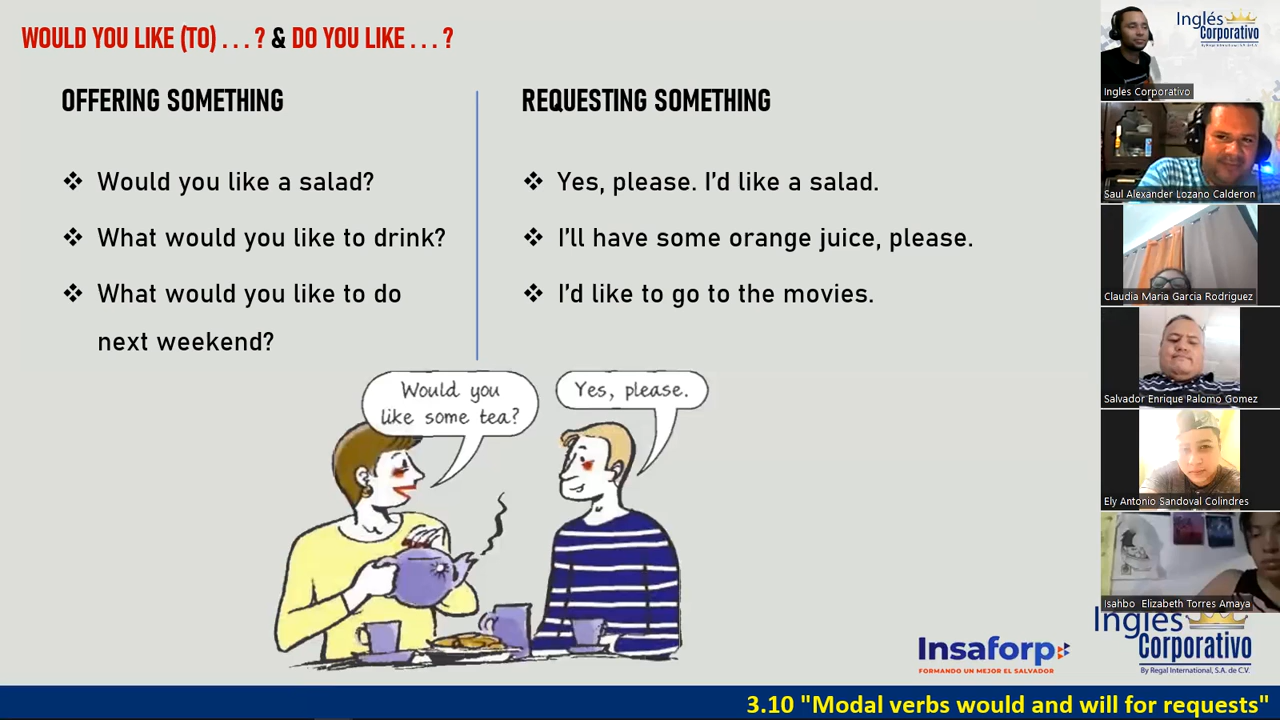 WOULD YOU LIKE (TO) . . . ? & DO YOU LIKE . . . ?
OFFERING SOMETHING
❖ Would you like a salad?
❖ What would you like to drink?
❖ What would you like to do
next weekend?
REQUESTING SOMETHING
❖ Yes, please. I'd like a salad.
❖ I'll have some orange juice, please.
❖ I'd like to go to the movies.
Would you
like some tea?
Yes, please.
Inglés
Corporativo
Ingles Corporativo
Saul Alexander Lozano Calderon
Claudia Maria Garcia Rodriguez
Salvador Enrique Palomo Gomez
Ely Antonio Sandoval Colindres
Isahbo Elizabeth Torres Amaya
Insaforp
FORMANDO UN MEJOR EL SALVADOR
Inglés
Corporativo
By Regal International, S.A. de C.V.
3.10 "Modal verbs would and will for requests"